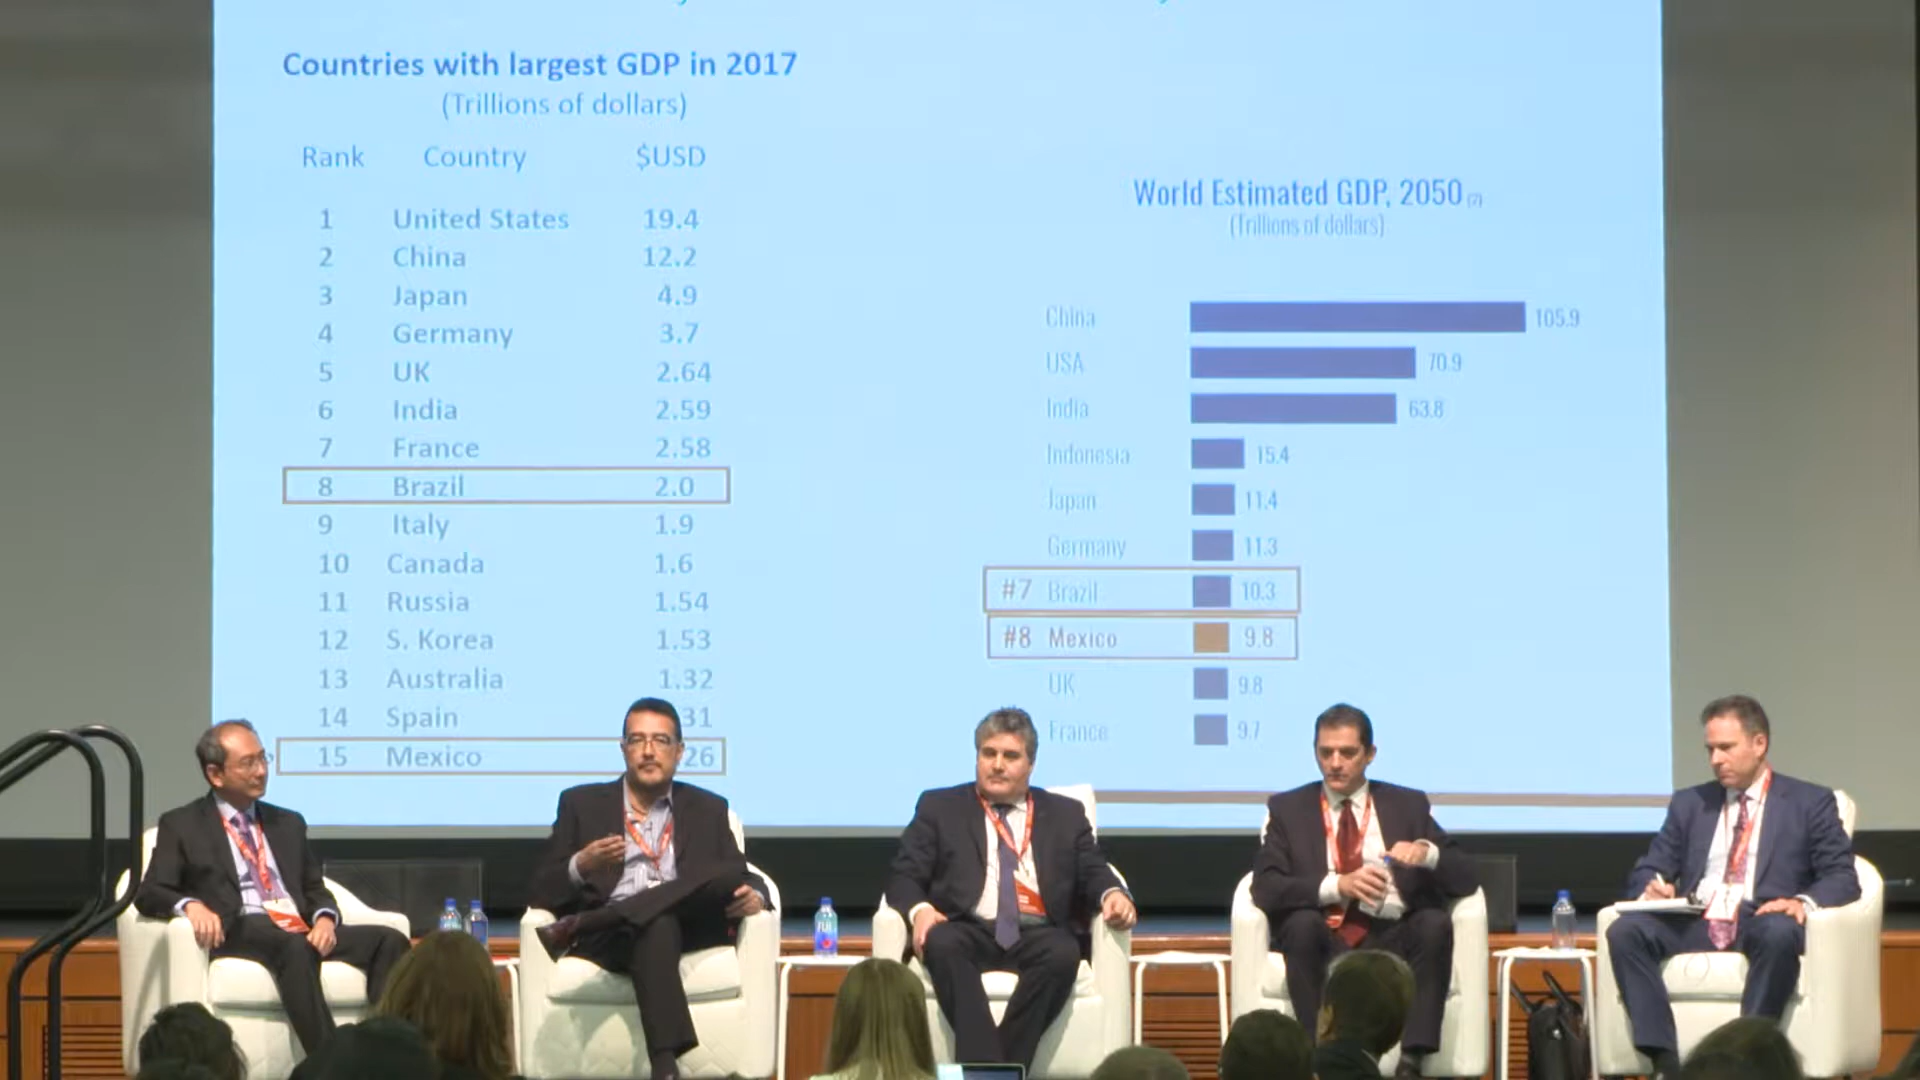 Countries with largest GDP in 2017
(Trillions of dollars)
Rank Country $USD
1 United States 19.4
2 China 12.2
3 Japan 4.9
4 Germany 3.7
5 UK 2.64
6 India 2.59
7 France 2.58
8 Brazil 2.0
9 Italy 1.9
10 Canada 1.6
11 Russia 1.54
12 S. Korea 1.53
13 Australia 1.32
14 Spain 31
15 Mexico 26
World Estimated GDP, 2050 (7)
(Trillions of dollars)
China 105.9
USA 70.9
India 63.8
Indonesia 15.4
Japan 11.4
Germany 11.3
#7 Brazil 10.3
#8 Mexico 9.8
UK 9.8
France 9.7
FIJI